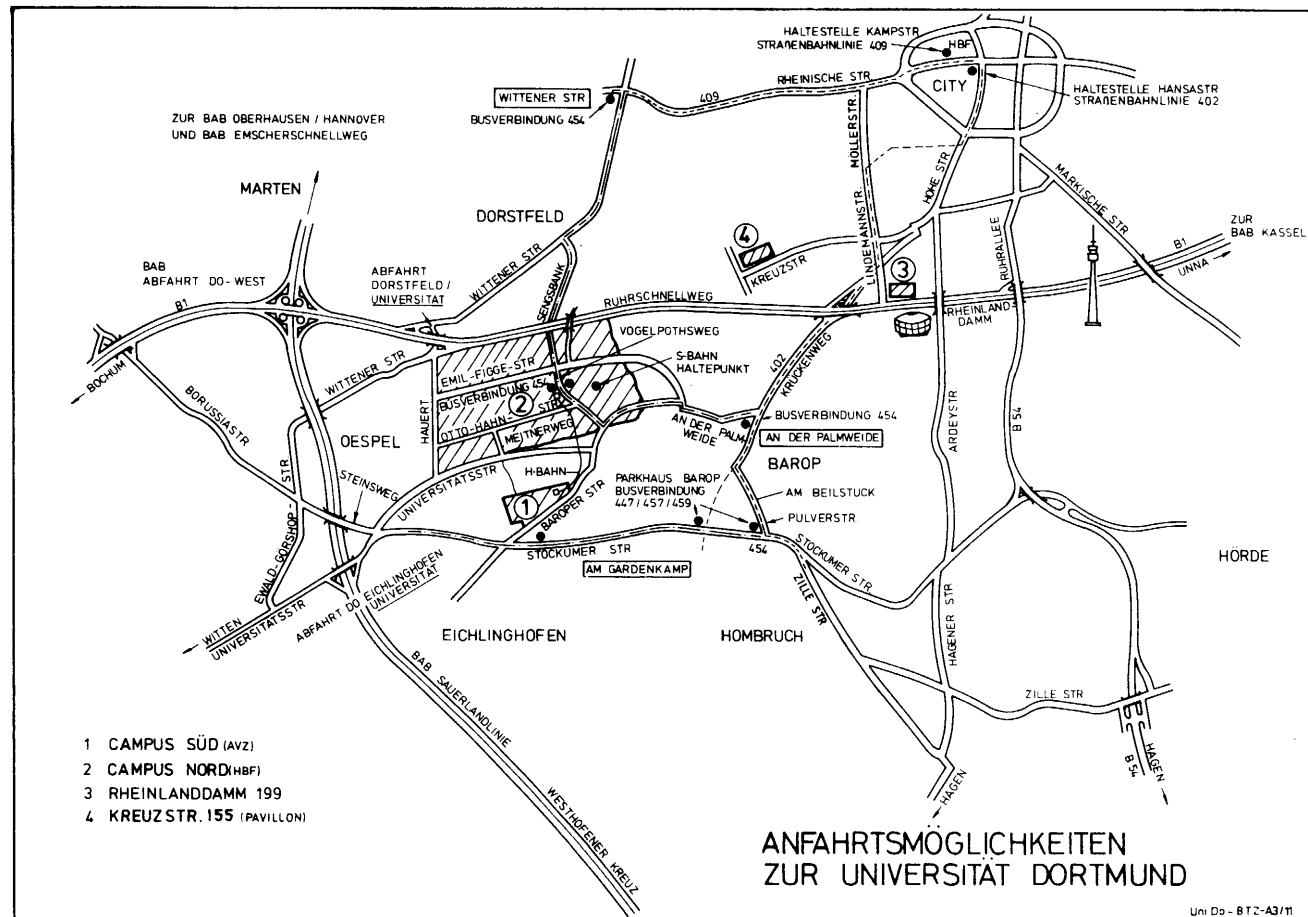 HALTESTELLE KAMPSTR.
STRAßENBAHNLINIE 409
HBF
RHEINISCHE STR.
CITY
HALTESTELLE HANSASTR
STRAßENBAHNLINIE 402
WITTENER STR
BUSVERBINDUNG 454
409
ZUR BAB OBERHAUSEN / HANNOVER
UND BAB EMSCHERSCHNELLWEG
MÖLLERSTR.
HOHE STR.
MÄRKISCHE STR
MARTEN
DORSTFELD
LINDEMANNSTR.
RUHRALLEE
ZUR
BAB KASSEL
B1
UNNA
4
KREUZSTR
3
BAB
ABFAHRT DO-WEST
B1
ABFAHRT
DORSTFELD /
UNIVERSITÄT
WITTENER STR
SENGSBANK
RUHRSCHNELLWEG
RHEINLAND
DAMM
VOGELPOTHSWEG
S-BAHN
HALTEPUNKT
BOCHUM
WITTENER STR
EMIL-FIGGE-STR
BUSVERBINDUNG 454
2
OTTO-HAHN-STR
MEITNERWEG
HAUERT
402
KRUCKENWEG
BUSVERBINDUNG 454
AN DER PALM
WEIDE
AN DER PALMWEIDE
ARDEYSTR.
B 54
BORUSSIASTR
OESPEL
STEINSWEG
UNIVERSITÄTSSTR
H-BAHN
1
BAROPER STR
BAROP
PARKHAUS BAROP
BUSVERBINDUNG
447/457/459
AM BEILSTÜCK
PULVERSTR.
454
STOCKUMER STR
AM GARDENKAMP
STOCKUMER STR.
HÖRDE
EWALD-GÖRSHOP-STR
WITTEN
UNIVERSITÄTSSTR
ABFAHRT DO EICHLINGHOFEN
UNIVERSITÄT
EICHLINGHOFEN
HOMBRUCH
ZILLE STR
HAGENER STR
ZILLE STR
BAB SAUERLANDLINIE
WESTHOFENER KREUZ
HAGEN
B 54
HAGEN
1 CAMPUS SÜD (AVZ)
2 CAMPUS NORD (HBF)
3 RHEINLANDDAMM 199
4 KREUZSTR. 155 (PAVILLON)
ANFAHRTSMÖGLICHKEITEN
ZUR UNIVERSITÄT DORTMUND
Uni Do - BTZ-A3/11